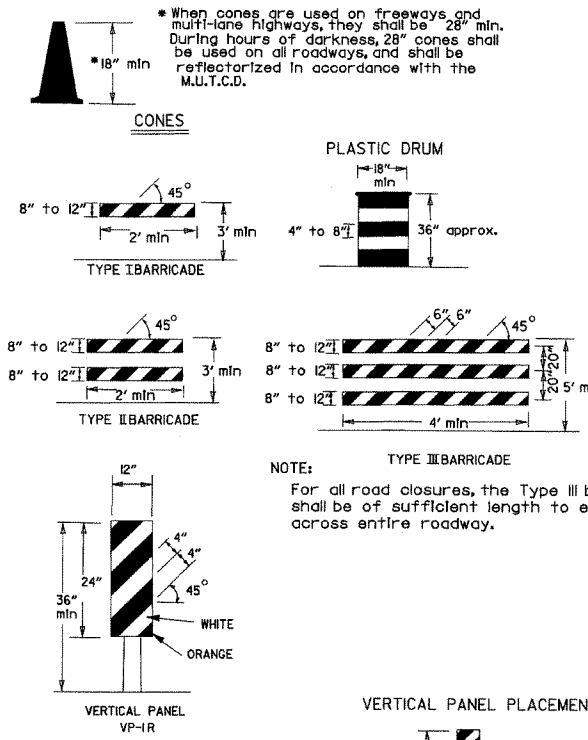 * When cones are used on freeways and
multi-lane highways, they shall be 28" min.
During hours of darkness, 28" cones shall
be used on all roadways, and shall be
reflectorized in accordance with the
M.U.T.C.D.
*18" min
CONES
PLASTIC DRUM
18"
min
4" to 8"
36" approx.
45°
8" to 12"
2' min
3' min
TYPE I BARRICADE
45°
8" to 12"
8" to 12"
2' min
3' min
TYPE II BARRICADE
6" 6"
45°
8" to 12"
8" to 12"
8" to 12"
20"
20"
5' m
4' min
TYPE III BARRICADE
NOTE:
For all road closures, the Type III b
shall be of sufficient length to e
across entire roadway.
12"
4"
4"
45°
24"
36"
min
WHITE
ORANGE
VERTICAL PANEL
VP-1R
VERTICAL PANEL PLACEMEN